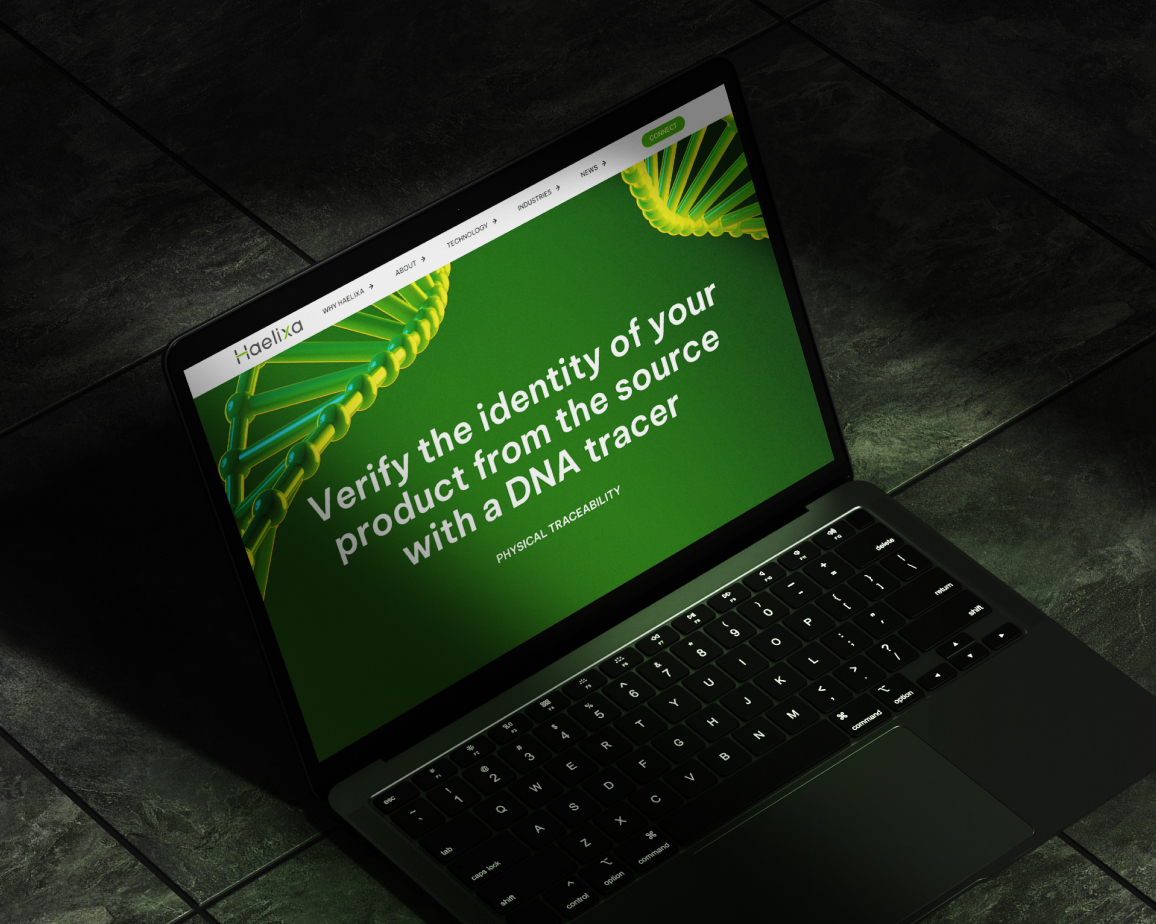 Haelixa
WHY HAELIXA →
ABOUT →
TECHNOLOGY →
INDUSTRIES →
NEWS →
CONNECT
Verify the identity of your
product from the source
with a DNA tracer
PHYSICAL TRACEABILITY
esc F1 F2
~ ` ! 1 @ 2 # 3 $ 4 % 5 ^ 6 & 7 * 8 ( 9 ) 0 _ - + = delete
tab Q W E R T Y U I O P { [ } ] | \
caps lock A S D F G H J K L : ; " ' return
shift Z X C V B N M < , > . ? / shift
^ control ⌥ option ⌘ command ⌘ command ⌥ option ◀ ▲ ▼ ▶